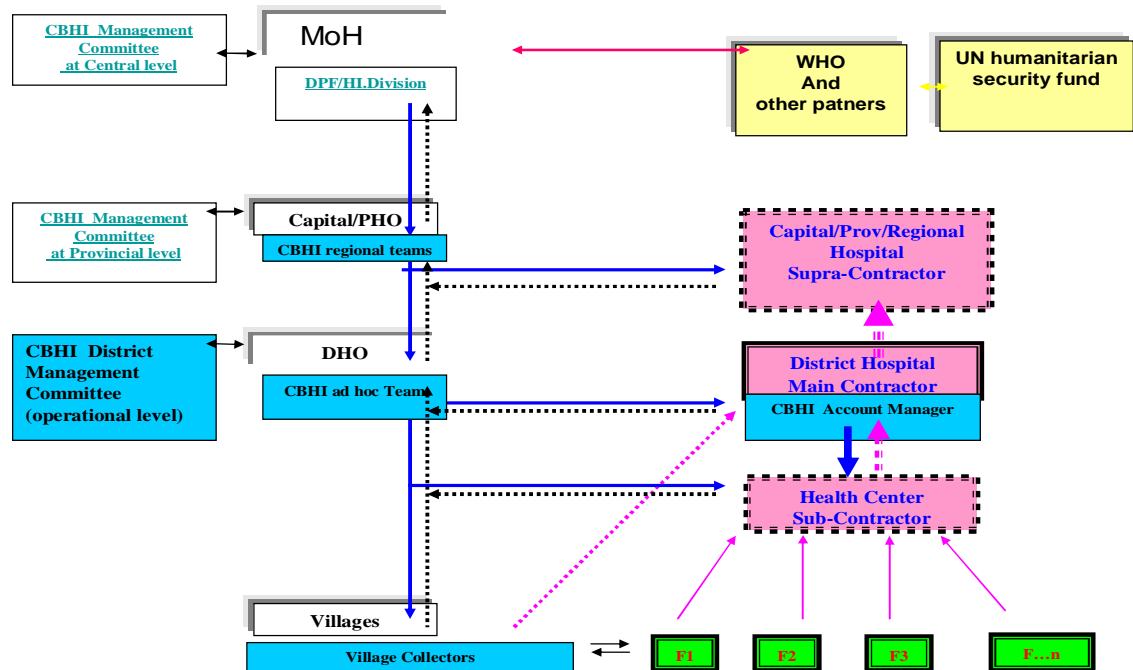 CBHI Management
Committee
at Central level
MoH
DPF/HI.Division
WHO
And
other patners
UN humanitarian
security fund
CBHI Management
Committee
at Provincial level
Capital/PHO
CBHI regional teams
Capital/Prov/Regional
Hospital
Supra-Contractor
CBHI District
Management
Committee
(operational level)
DHO
CBHI ad hoc Team
District Hospital
Main Contractor
CBHI Account Manager
Health Center
Sub-Contractor
Villages
Village Collectors
F1
F2
F3
F…n